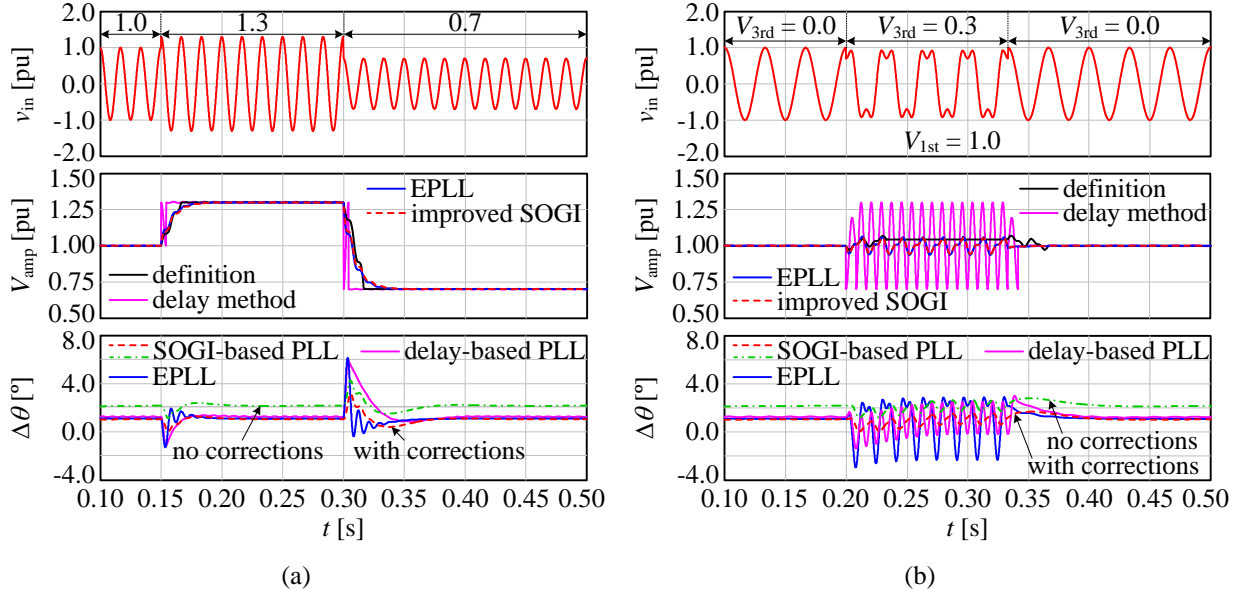 1.0 1.3 0.7
v_in [pu]
2.0
1.0
0.0
-1.0
-2.0
V_amp [pu]
1.50
1.25
1.00
0.75
0.50
EPLL
improved SOGI
definition
delay method
Δθ [º]
8.0
4.0
0.0
-4.0
SOGI-based PLL
delay-based PLL
EPLL
no corrections
with corrections
0.10 0.15 0.20 0.25 0.30 0.35 0.40 0.45 0.50
t [s]
(a)
V_3rd = 0.0 V_3rd = 0.3 V_3rd = 0.0
v_in [pu]
2.0
1.0
0.0
-1.0
-2.0
V_1st = 1.0
V_amp [pu]
1.50
1.25
1.00
0.75
0.50
definition
delay method
EPLL
improved SOGI
Δθ [º]
8.0
4.0
0.0
-4.0
SOGI-based PLL
delay-based PLL
EPLL
no corrections
with corrections
0.10 0.15 0.20 0.25 0.30 0.35 0.40 0.45 0.50
t [s]
(b)